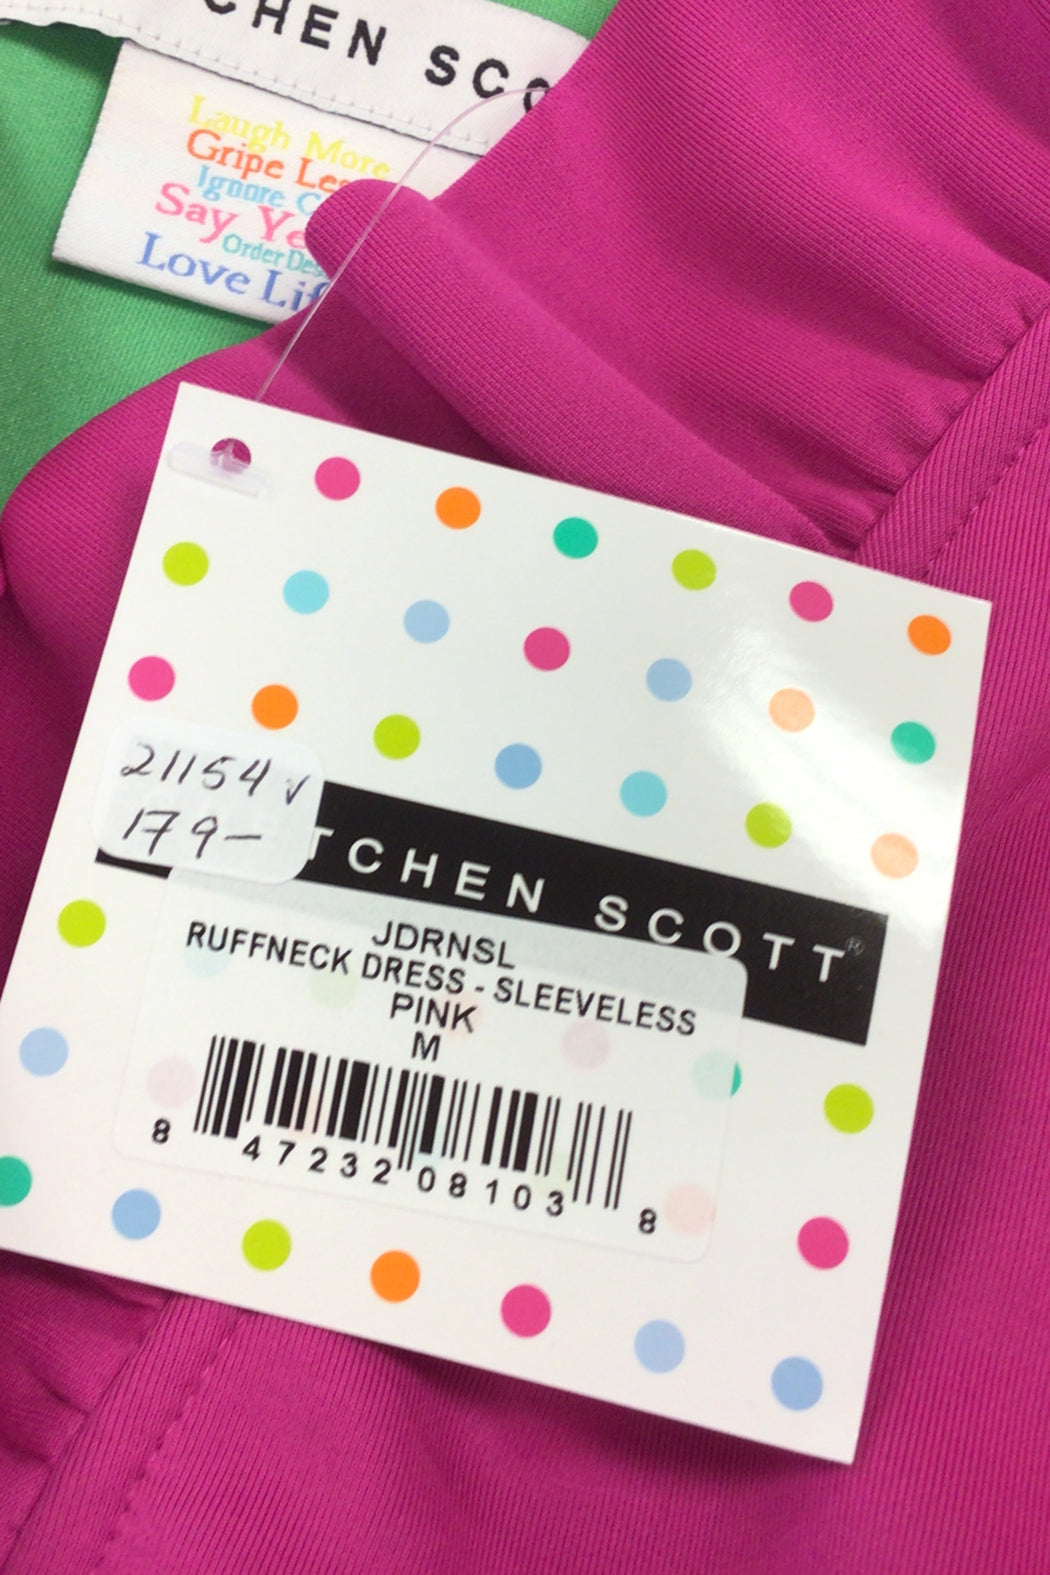 CHEN SCO
Laugh More
Gripe Les
Ignore C
Say Ye
Order Des
Love Lif
21154 ✓
179-
TCHEN SCOTT®
JDRNSL
RUFFNECK DRESS - SLEEVELESS
PINK
M
8 47232 08103 8